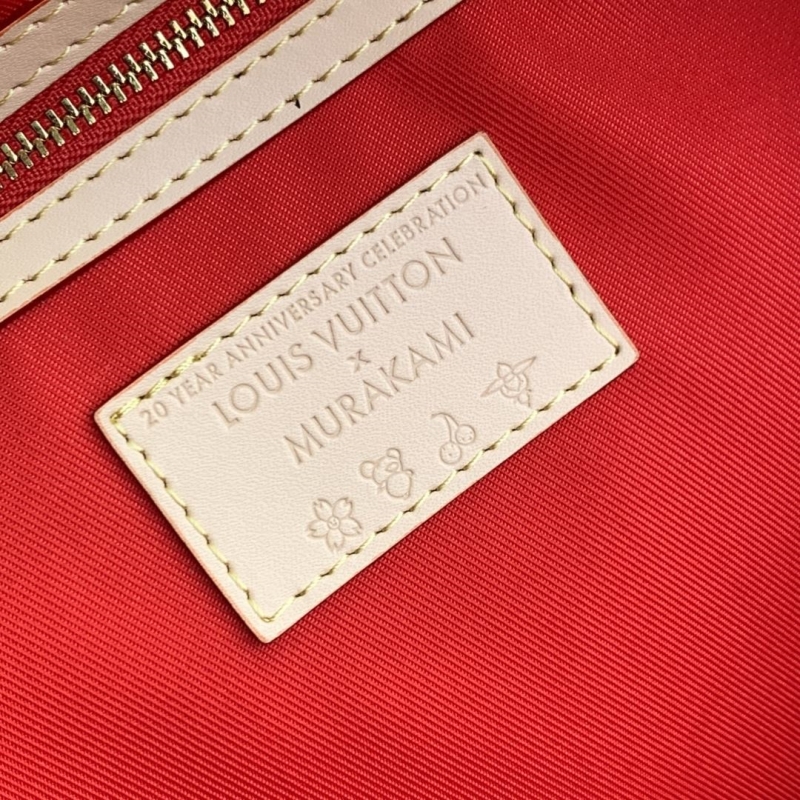 20 YEAR ANNIVERSARY CELEBRATION
LOUIS VUITTON
x
MURAKAMI